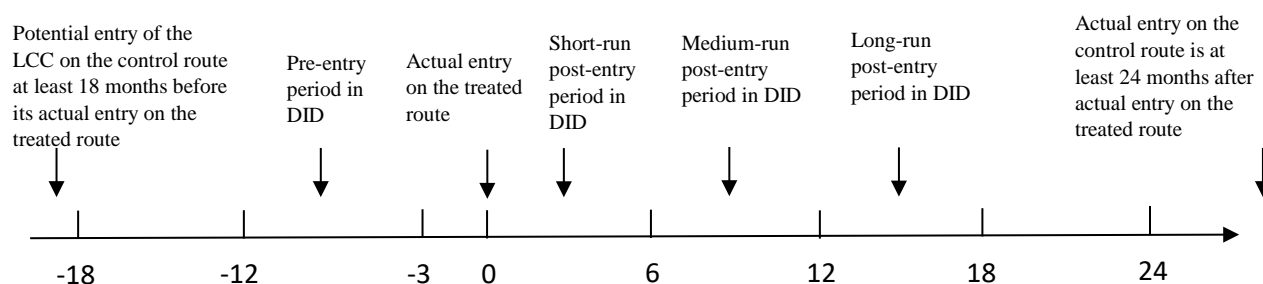 Potential entry of the
LCC on the control route
at least 18 months before
its actual entry on the
treated route
Pre-entry
period in
DID
Actual entry
on the treated
route
Short-run
post-entry
period in
DID
Medium-run
post-entry
period in DID
Long-run
post-entry
period in DID
Actual entry on the
control route is at
least 24 months after
actual entry on the
treated route
-18 -12 -3 0 6 12 18 24